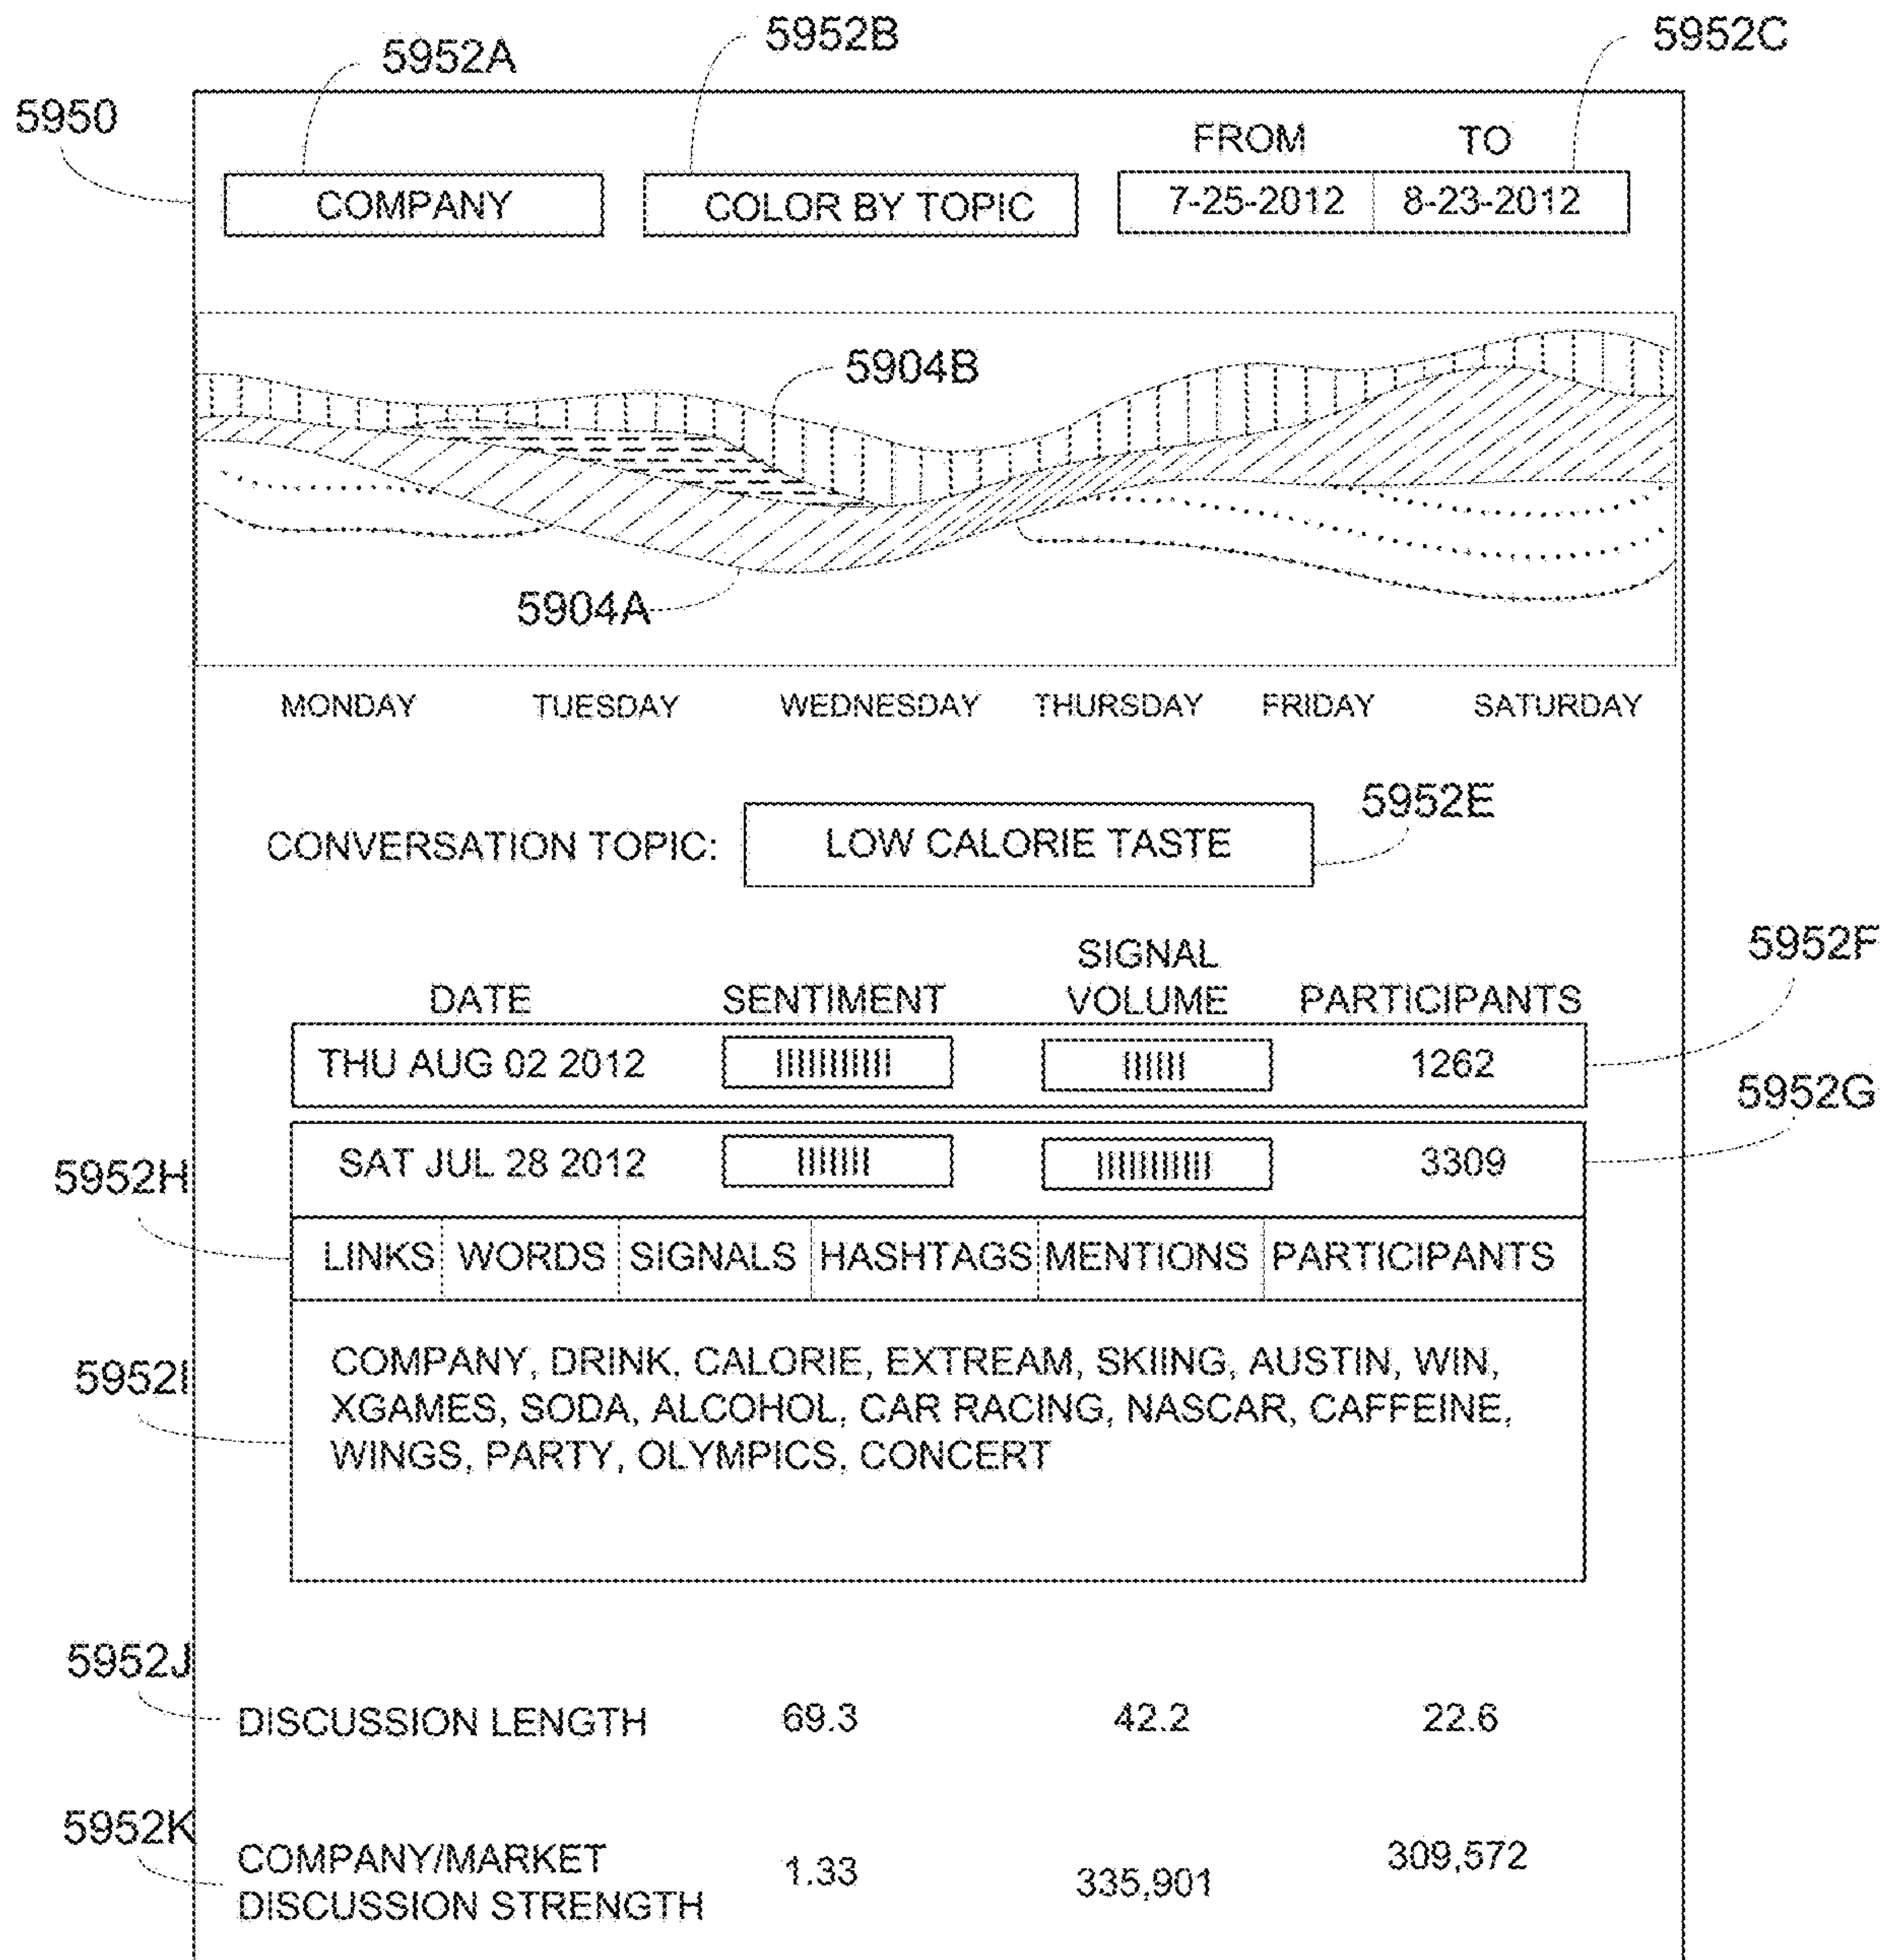 5952A
5952B
5952C
5950
FROM TO
COMPANY COLOR BY TOPIC 7-25-2012 8-23-2012
5904B
5904A
MONDAY TUESDAY WEDNESDAY THURSDAY FRIDAY SATURDAY
5952E
CONVERSATION TOPIC: LOW CALORIE TASTE
5952F
DATE SENTIMENT SIGNAL VOLUME PARTICIPANTS
THU AUG 02 2012 1262
5952G
SAT JUL 28 2012 3309
5952H
LINKS WORDS SIGNALS HASHTAGS MENTIONS PARTICIPANTS
5952I
COMPANY, DRINK, CALORIE, EXTREAM, SKIING, AUSTIN, WIN,
XGAMES, SODA, ALCOHOL, CAR RACING, NASCAR, CAFFEINE,
WINGS, PARTY, OLYMPICS, CONCERT
5952J
DISCUSSION LENGTH 69.3 42.2 22.6
5952K
COMPANY/MARKET
DISCUSSION STRENGTH 1.33 335,901 309,572